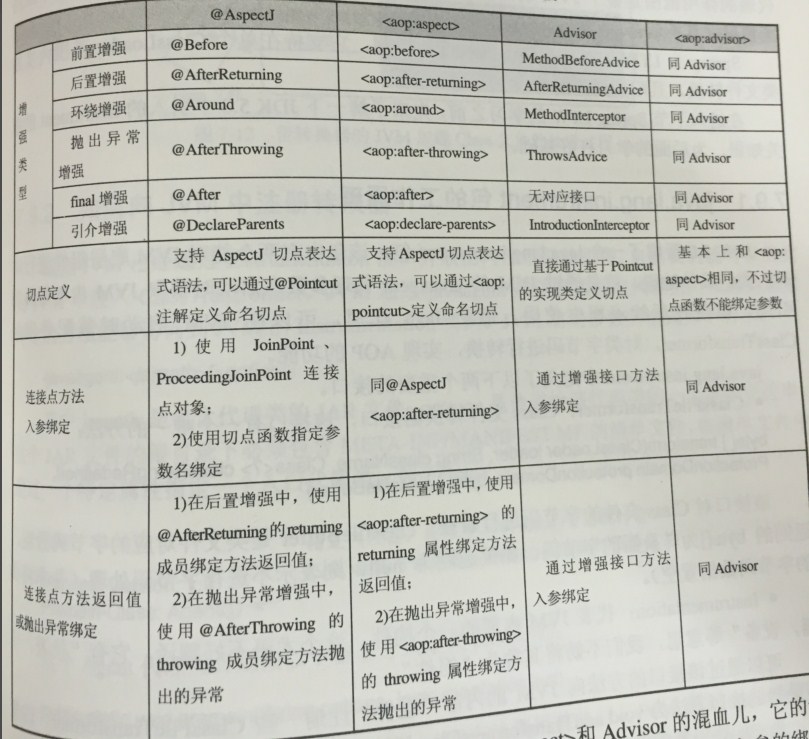 @AspectJ <aop:aspect> Advisor <aop:advisor>
增强类型
前置增强 @Before <aop:before> MethodBeforeAdvice 同 Advisor
后置增强 @AfterReturning <aop:after-returning> AfterReturningAdvice 同 Advisor
环绕增强 @Around <aop:around> MethodInterceptor 同 Advisor
抛出异常
增强 @AfterThrowing <aop:after-throwing> ThrowsAdvice 同 Advisor
final 增强 @After <aop:after> 无对应接口 同 Advisor
引介增强 @DeclareParents <aop:declare-parents> IntroductionInterceptor 同 Advisor
切点定义
支持 AspectJ 切点表达
式语法,可以通过@Pointcut
注解定义命名切点
支持 AspectJ 切点表达
式语法，可以通过<aop:
pointcut>定义命名切点
直接通过基于 Pointcut
的实现类定义切点
基本上和 <aop:
aspect>相同，不过切
点函数不能绑定参数
连接点方法
入参绑定
1) 使用 JoinPoint 、
ProceedingJoinPoint 连接
点对象；
2)使用切点函数指定参
数名绑定
同@AspectJ
<aop:after-returning>
通过增强接口方法
入参绑定
同 Advisor
连接点方法返回值
或抛出异常绑定
1)在后置增强中，使用
@AfterReturning 的 returning
成员绑定方法返回值；
2)在抛出异常增强中，
使用 @AfterThrowing 的
throwing 成员绑定方法抛
出的异常
1)在后置增强中，使用
<aop:after-returning> 的
returning 属性绑定方法
返回值；
2)在抛出异常增强中，
使用 <aop:after-throwing>
的 throwing 属性绑定方
法抛出的异常
通过增强接口方法
入参绑定
同 Advisor
pect>和 Advisor 的混血儿，它的